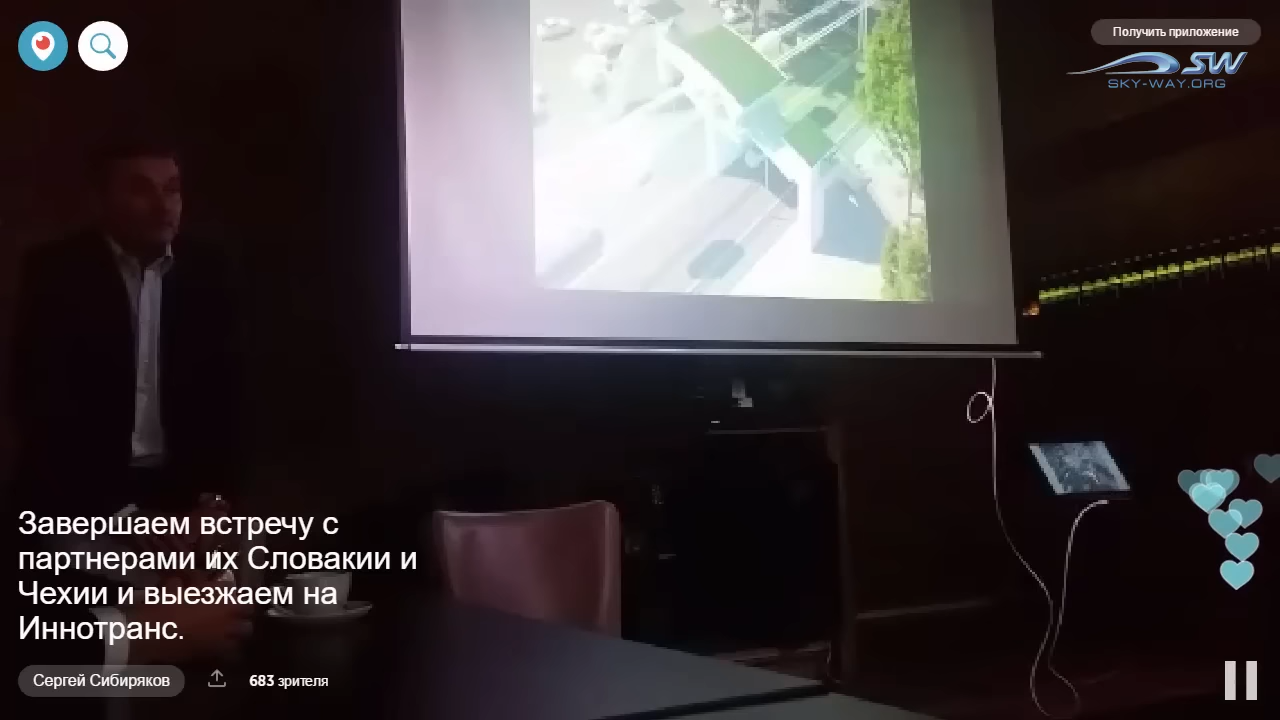 Получить приложение
SW
SKY-WAY.ORG
Завершаем встречу с
партнерами их Словакии и
Чехии и выезжаем на
Иннотранс.
Сергей Сибиряков
683 зрителя